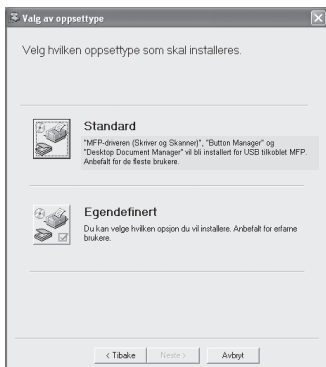 Valg av oppsettype
Velg hvilken oppsettype som skal installeres.
Standard
"MFP-driveren (Skriver og Skanner)", "Button Manager" og
"Desktop Document Manager" vil bli installert for USB tilkoblet MFP.
Anbefalt for de fleste brukere.
Egendefinert
Du kan velge hvilken opsjon du vil installere. Anbefalt for erfarne
brukere.
< Tibake
Neste >
Avbryt